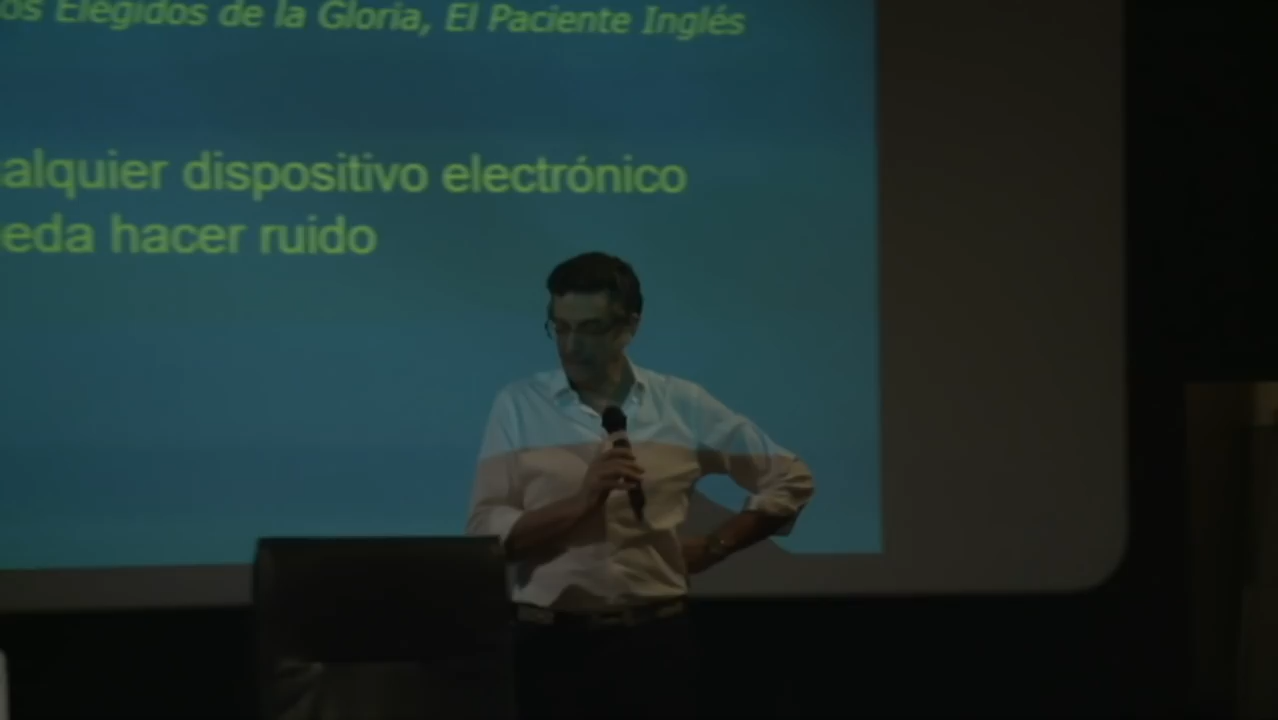 os Elegidos de la Gloria, El Paciente Inglés
alquier dispositivo electrónico
eda hacer ruido